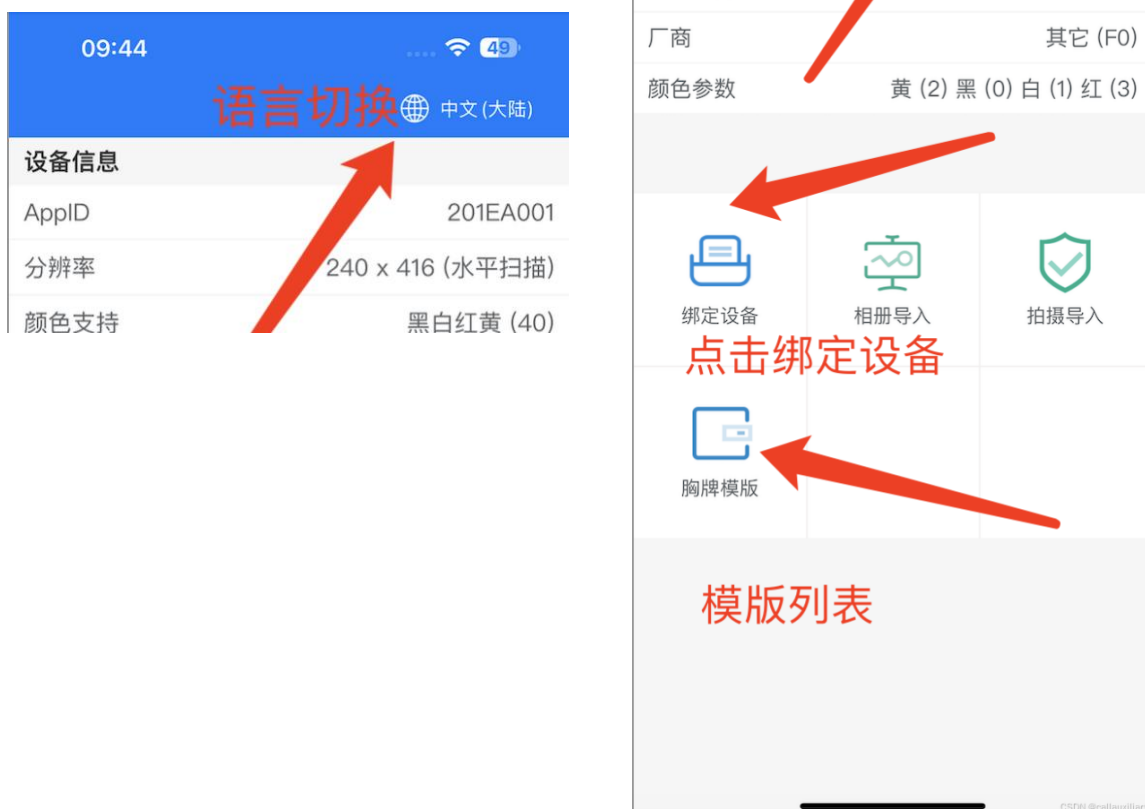 09:44
49
语言切换
中文(大陆)
设备信息
AppID 201EA001
分辨率 240 x 416 (水平扫描)
颜色支持 黑白红黄 (40)
厂商 其它 (F0)
颜色参数 黄 (2) 黑 (0) 白 (1) 红 (3)
绑定设备 相册导入 拍摄导入
点击绑定设备
胸牌模版
模版列表